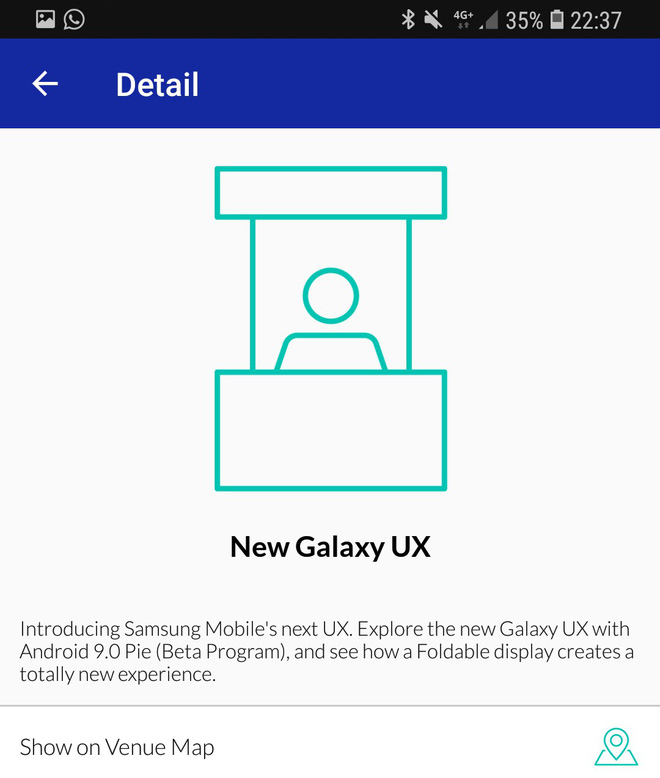 4G+ 35% 22:37
Detail
New Galaxy UX
Introducing Samsung Mobile's next UX. Explore the new Galaxy UX with
Android 9.0 Pie (Beta Program), and see how a Foldable display creates a
totally new experience.
Show on Venue Map